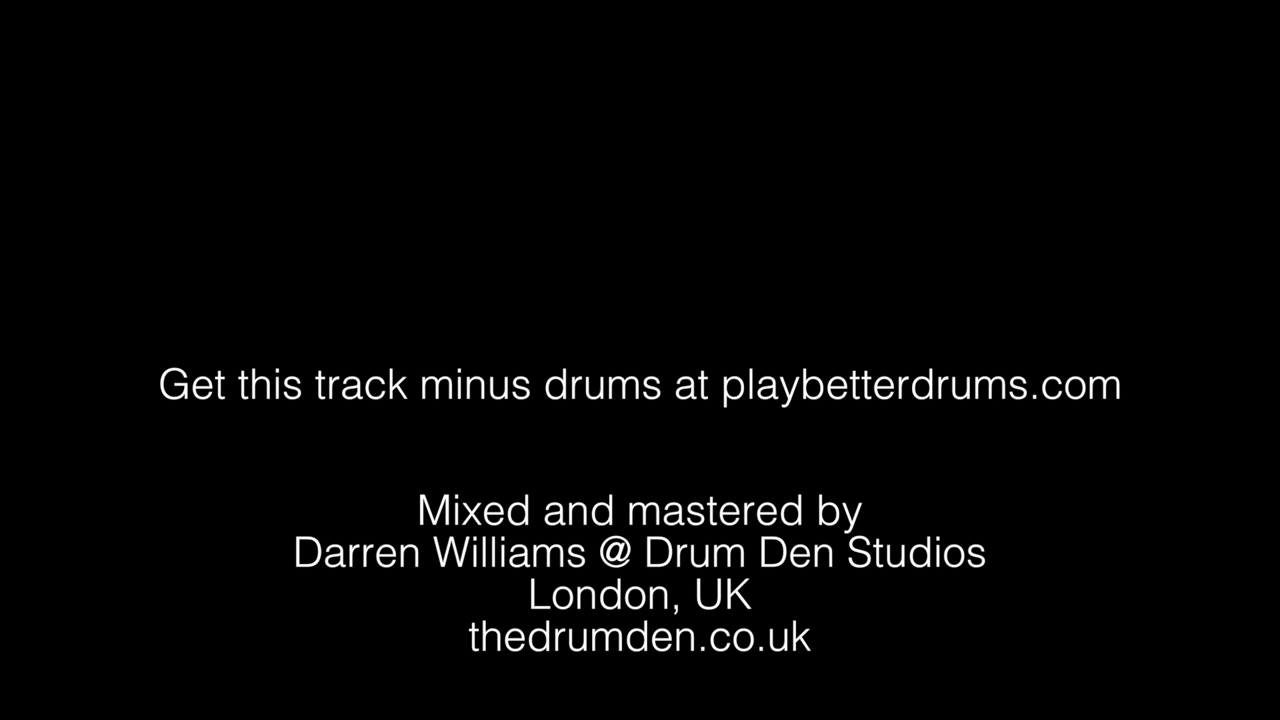 Get this track minus drums at playbetterdrums.com
Mixed and mastered by
Darren Williams @ Drum Den Studios
London, UK
thedrumden.co.uk